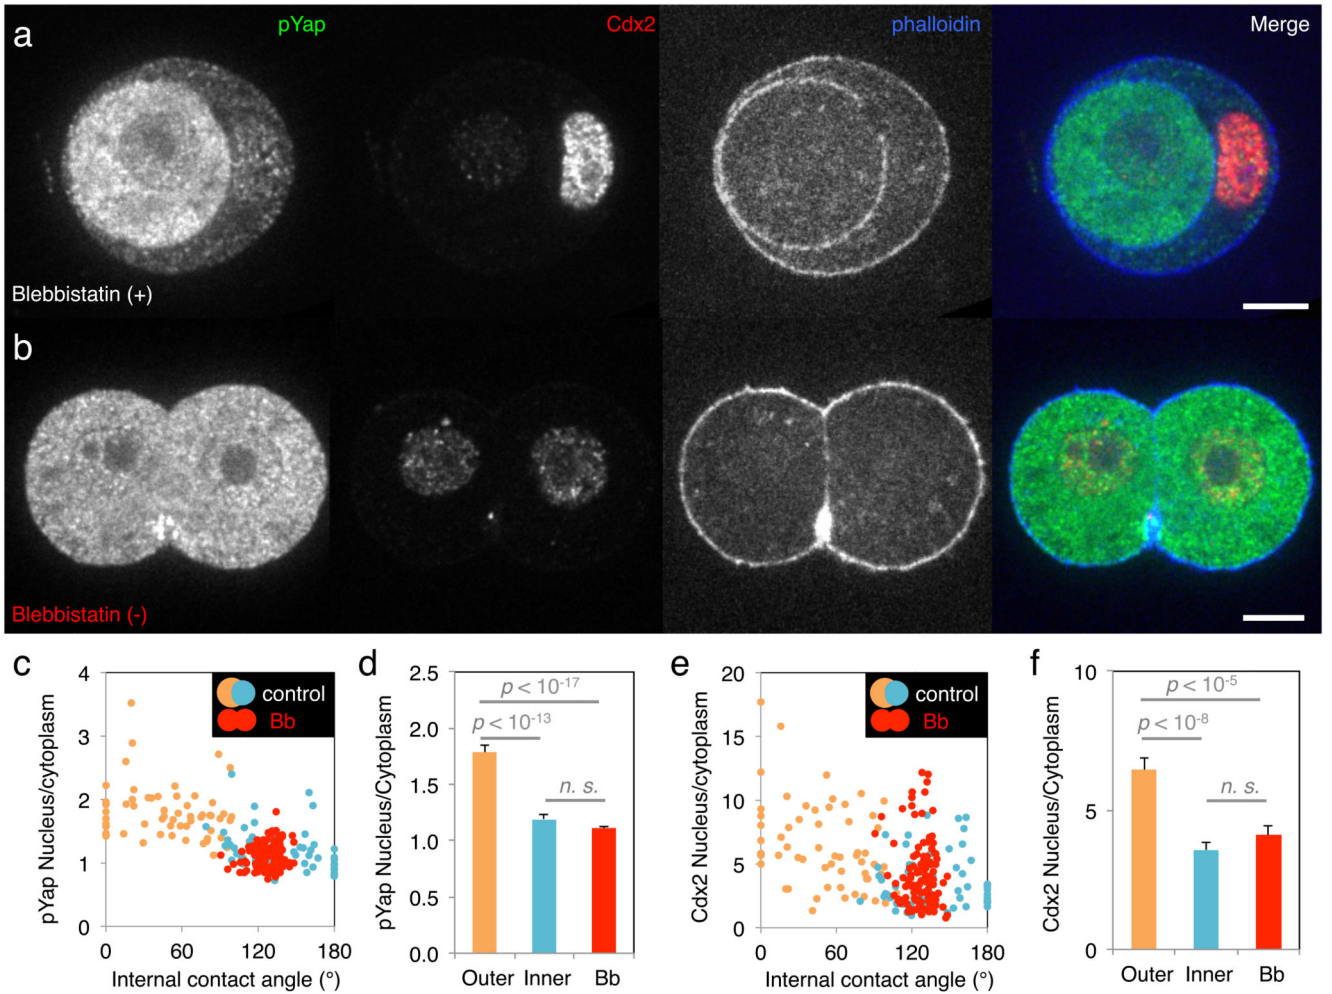 a
pYap
Cdx2
phalloidin
Merge
Blebbistatin (+)
b
Blebbistatin (-)
c
pYap Nucleus/cytoplasm
4
3
2
1
0
0
60
120
180
Internal contact angle (°)
control
Bb
d
pYap Nucleus/Cytoplasm
2.5
2.0
1.5
1.0
0.5
0.0
p < 10-17
p < 10-13
n. s.
Outer
Inner
Bb
e
Cdx2 Nucleus/cytoplasm
20
15
10
5
0
0
60
120
180
Internal contact angle (°)
control
Bb
f
Cdx2 Nucleus/Cytoplasm
10
5
0
p < 10-5
p < 10-8
n. s.
Outer
Inner
Bb